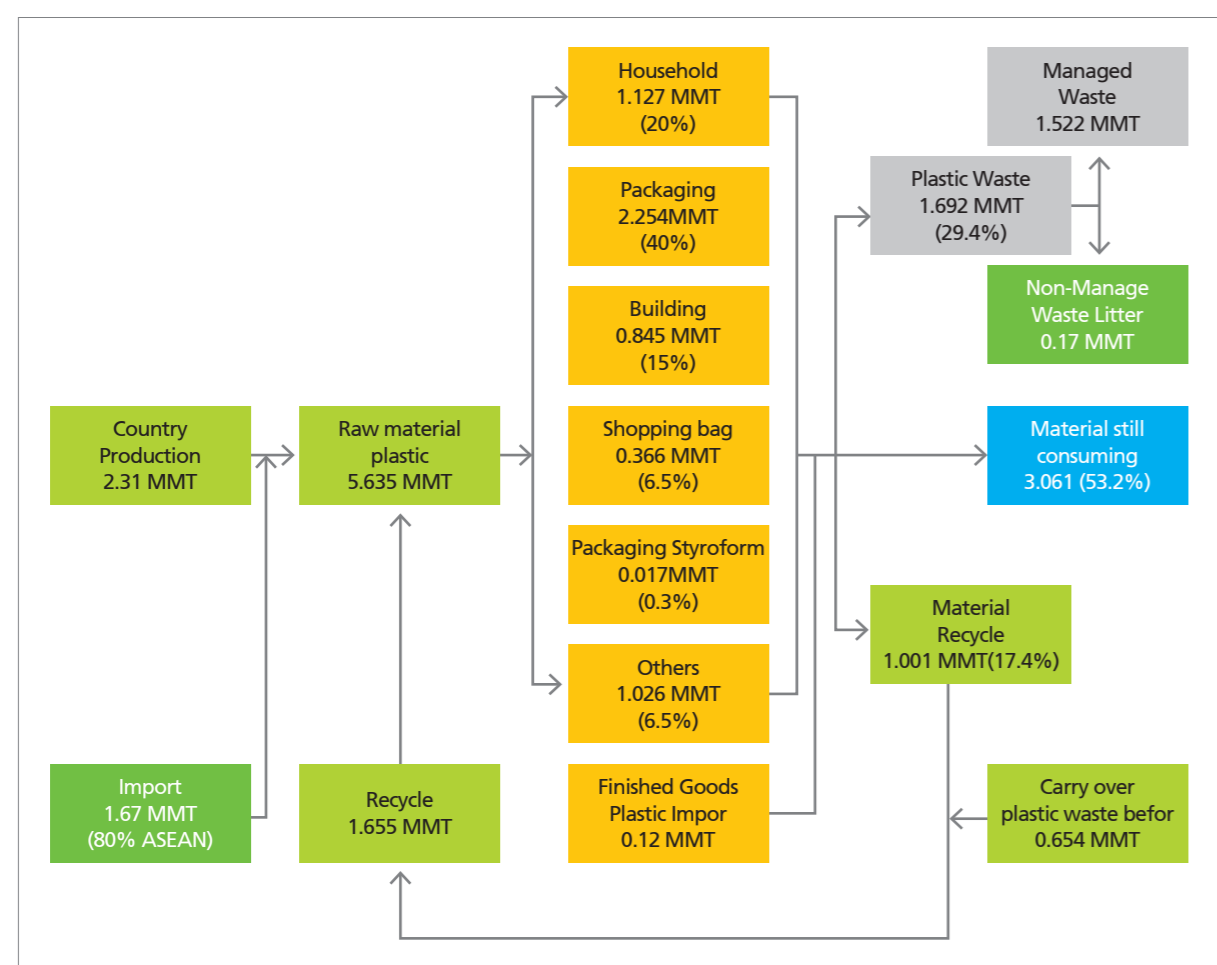 Country
Production
2.31 MMT
Import
1.67 MMT
(80% ASEAN)
Raw material
plastic
5.635 MMT
Recycle
1.655 MMT
Household
1.127 MMT
(20%)
Packaging
2.254MMT
(40%)
Building
0.845 MMT
(15%)
Shopping bag
0.366 MMT
(6.5%)
Packaging Styroform
0.017MMT
(0.3%)
Others
1.026 MMT
(6.5%)
Finished Goods
Plastic Impor
0.12 MMT
Plastic Waste
1.692 MMT
(29.4%)
Managed
Waste
1.522 MMT
Non-Manage
Waste Litter
0.17 MMT
Material still
consuming
3.061 (53.2%)
Material
Recycle
1.001 MMT(17.4%)
Carry over
plastic waste befor
0.654 MMT